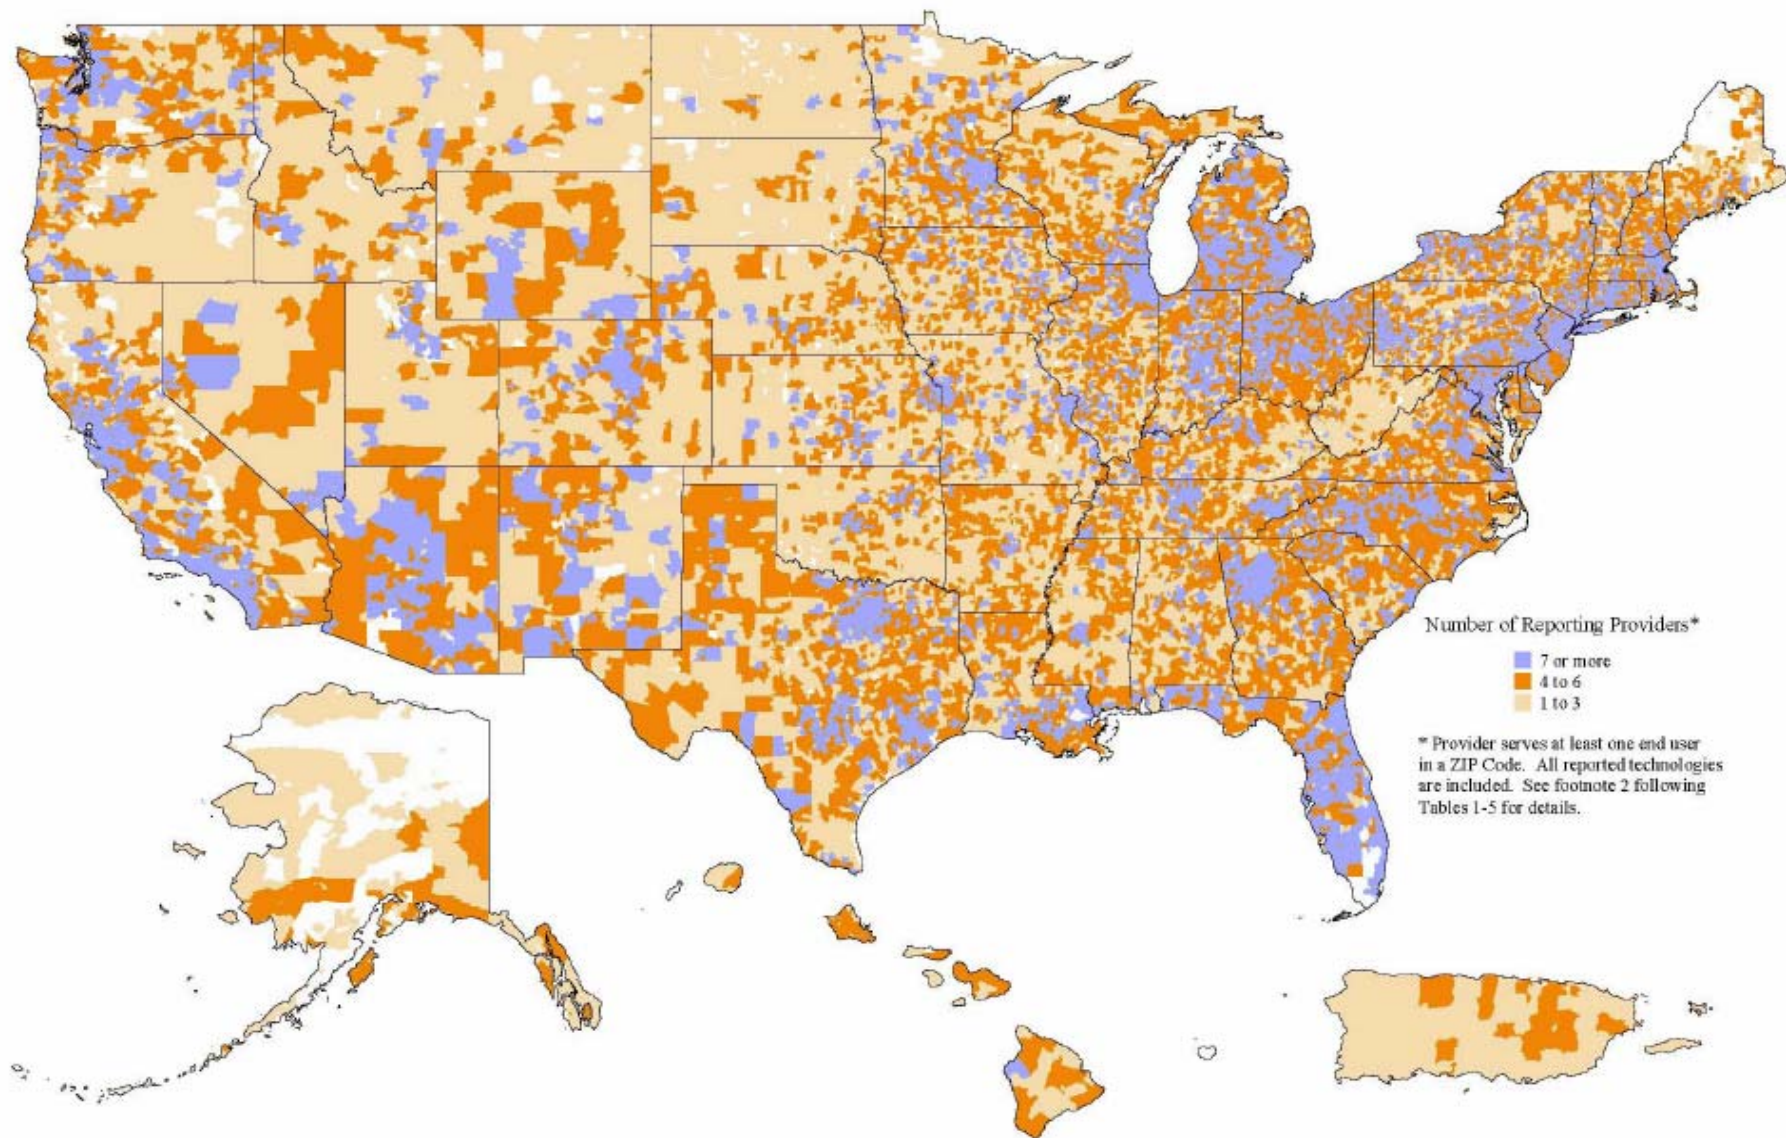 Number of Reporting Providers*
7 or more
4 to 6
1 to 3
* Provider serves at least one end user
in a ZIP Code. All reported technologies
are included. See footnote 2 following
Tables 1-5 for details.